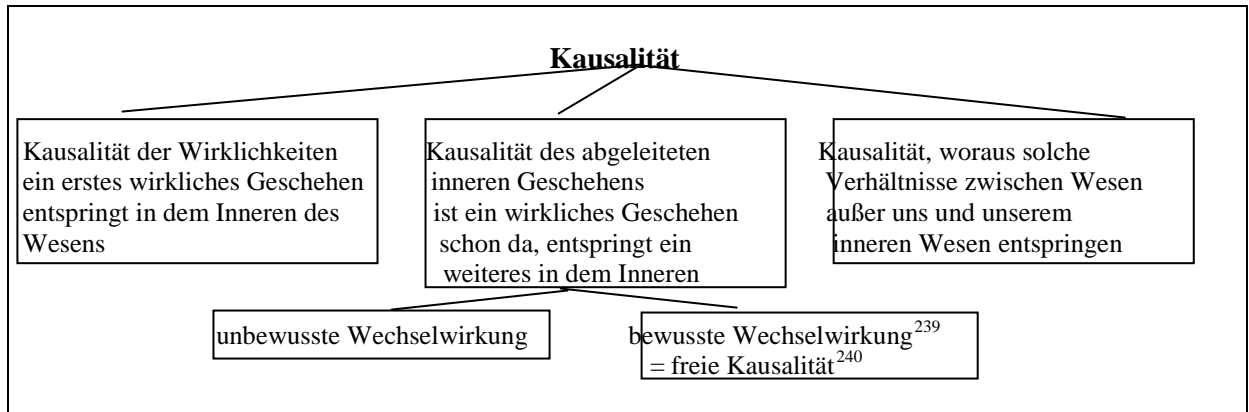 Kausalität
Kausalität der Wirklichkeiten
ein erstes wirkliches Geschehen
entspringt in dem Inneren des
Wesens
Kausalität des abgeleiteten
inneren Geschehens
ist ein wirkliches Geschehen
schon da, entspringt ein
weiteres in dem Inneren
Kausalität, woraus solche
Verhältnisse zwischen Wesen
außer uns und unserem
inneren Wesen entspringen
unbewusste Wechselwirkung
bewusste Wechselwirkung239
= freie Kausalität240